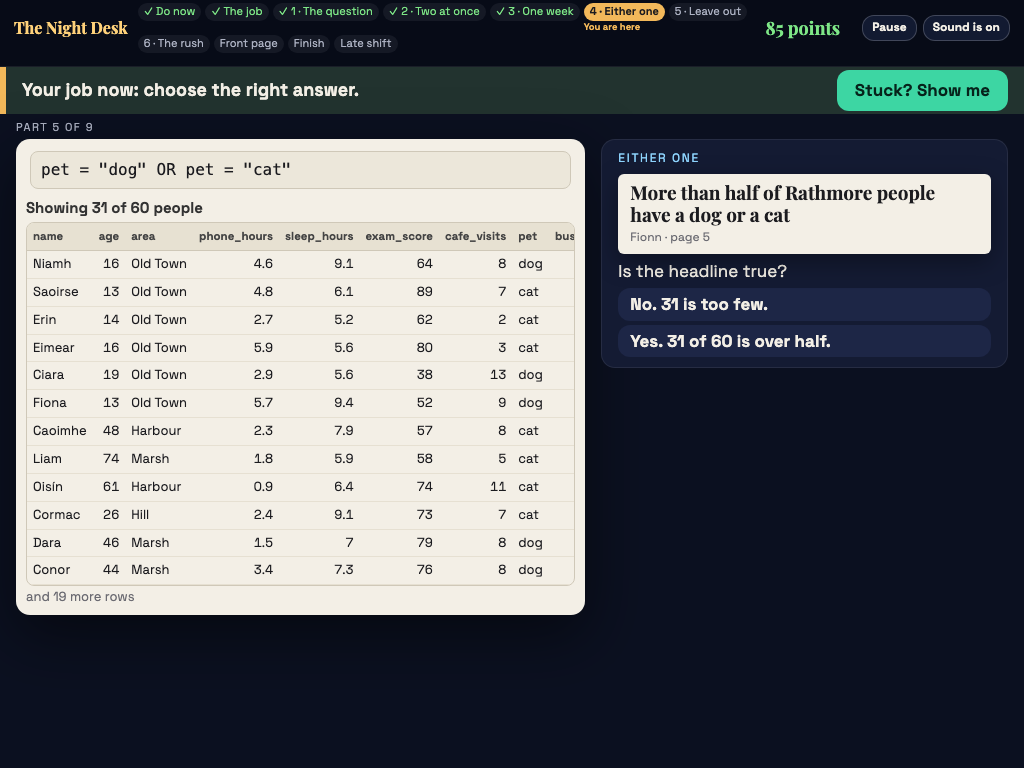 The Night Desk
✓ Do now
✓ The job
✓ 1 · The question
✓ 2 · Two at once
✓ 3 · One week
4 · Either one
You are here
5 · Leave out
6 · The rush
Front page
Finish
Late shift
85 points
Pause
Sound is on
Your job now: choose the right answer.
Stuck? Show me
PART 5 OF 9
pet = "dog" OR pet = "cat"
Showing 31 of 60 people
name age area phone_hours sleep_hours exam_score cafe_visits pet bus
Niamh 16 Old Town 4.6 9.1 64 8 dog
Saoirse 13 Old Town 4.8 6.1 89 7 cat
Erin 14 Old Town 2.7 5.2 62 2 cat
Eimear 16 Old Town 5.9 5.6 80 3 cat
Ciara 19 Old Town 2.9 5.6 38 13 dog
Fiona 13 Old Town 5.7 9.4 52 9 dog
Caoimhe 48 Harbour 2.3 7.9 57 8 cat
Liam 74 Marsh 1.8 5.9 58 5 cat
Oisín 61 Harbour 0.9 6.4 74 11 cat
Cormac 26 Hill 2.4 9.1 73 7 cat
Dara 46 Marsh 1.5 7 79 8 dog
Conor 44 Marsh 3.4 7.3 76 8 dog
and 19 more rows
EITHER ONE
More than half of Rathmore people
have a dog or a cat
Fionn · page 5
Is the headline true?
No. 31 is too few.
Yes. 31 of 60 is over half.